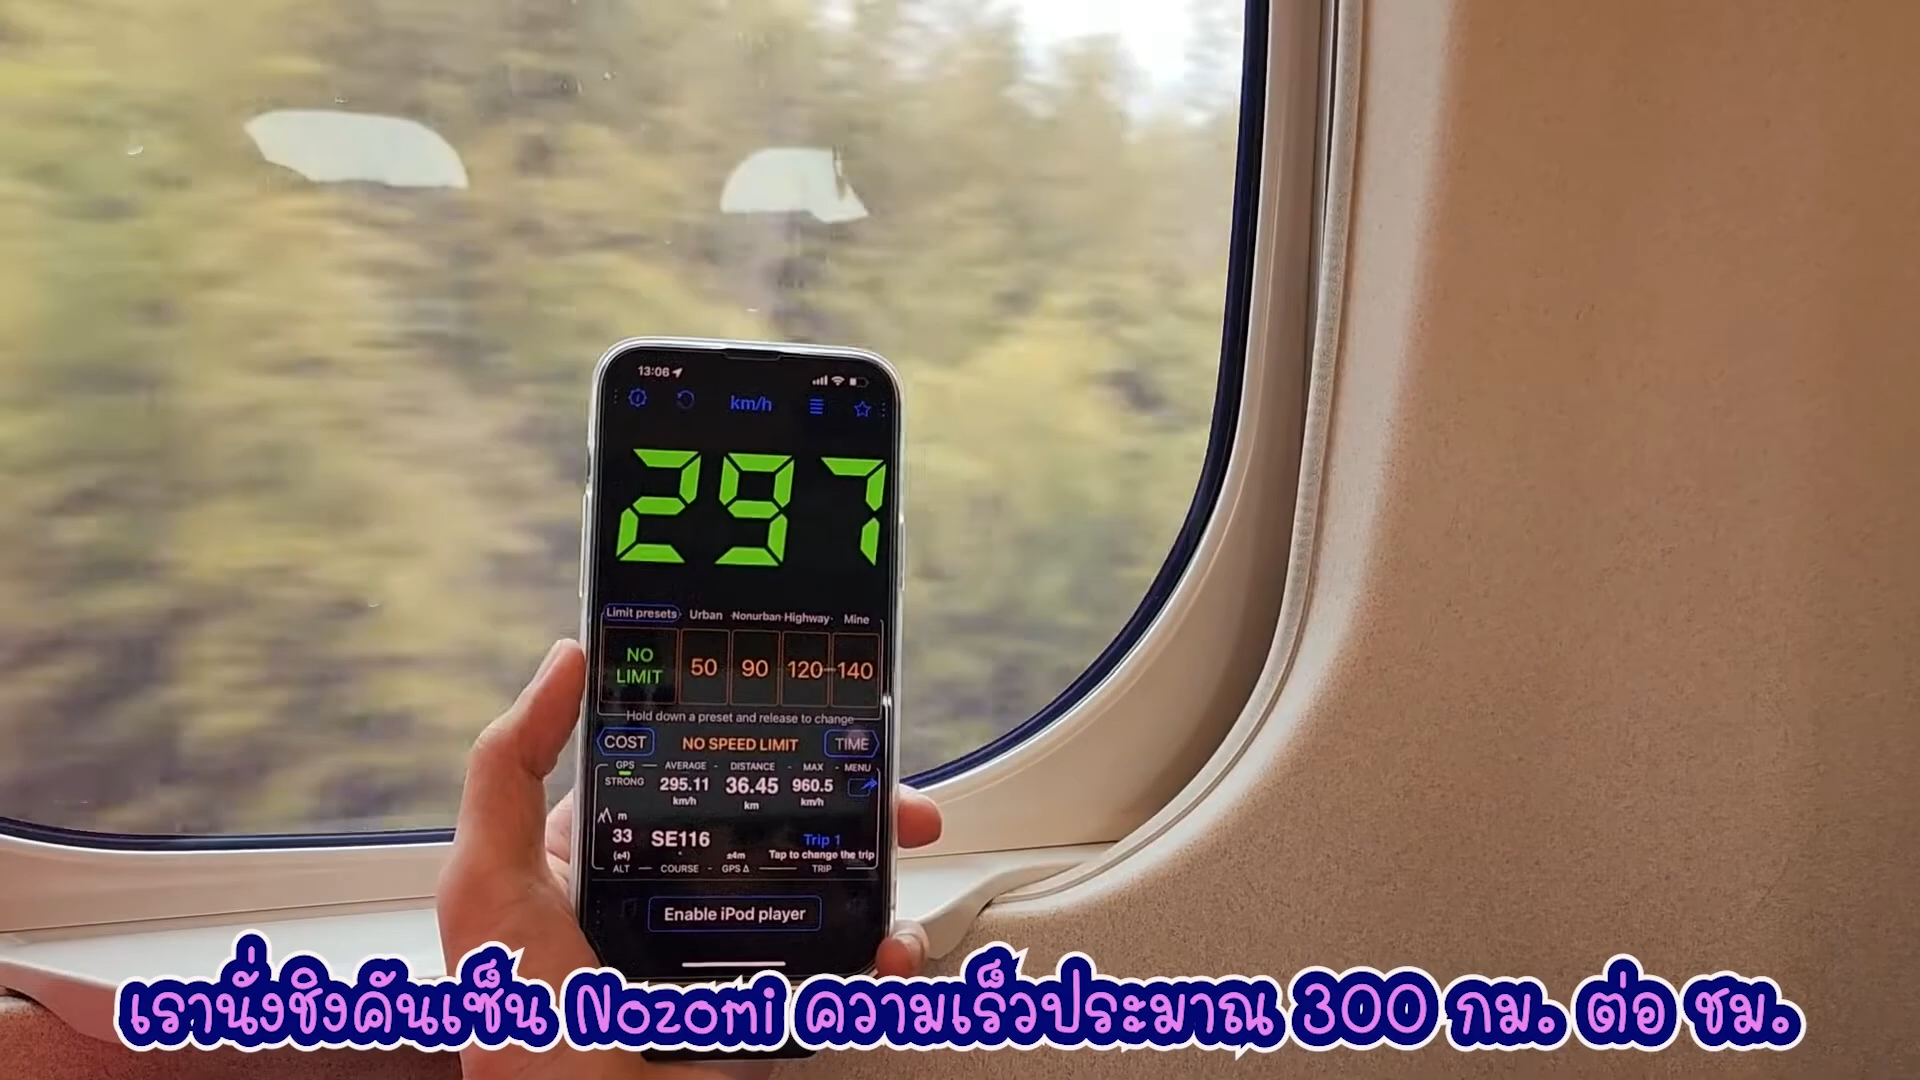 13:06
km/h
297
Limit presets Urban Nonurban Highway Mine
NO LIMIT 50 90 120 140
Hold down a preset and release to change
COST NO SPEED LIMIT TIME
GPS AVERAGE DISTANCE MAX MENU
STRONG 295.11 km/h 36.45 km 960.5 km/h
m
33 SE116 Trip 1
(±4) ±4m Tap to change the trip
ALT COURSE GPS Δ TRIP
Enable iPod player
เรานั่งชิงคันเซ็น Nozomi ความเร็วประมาณ 300 กม. ต่อ ชม.